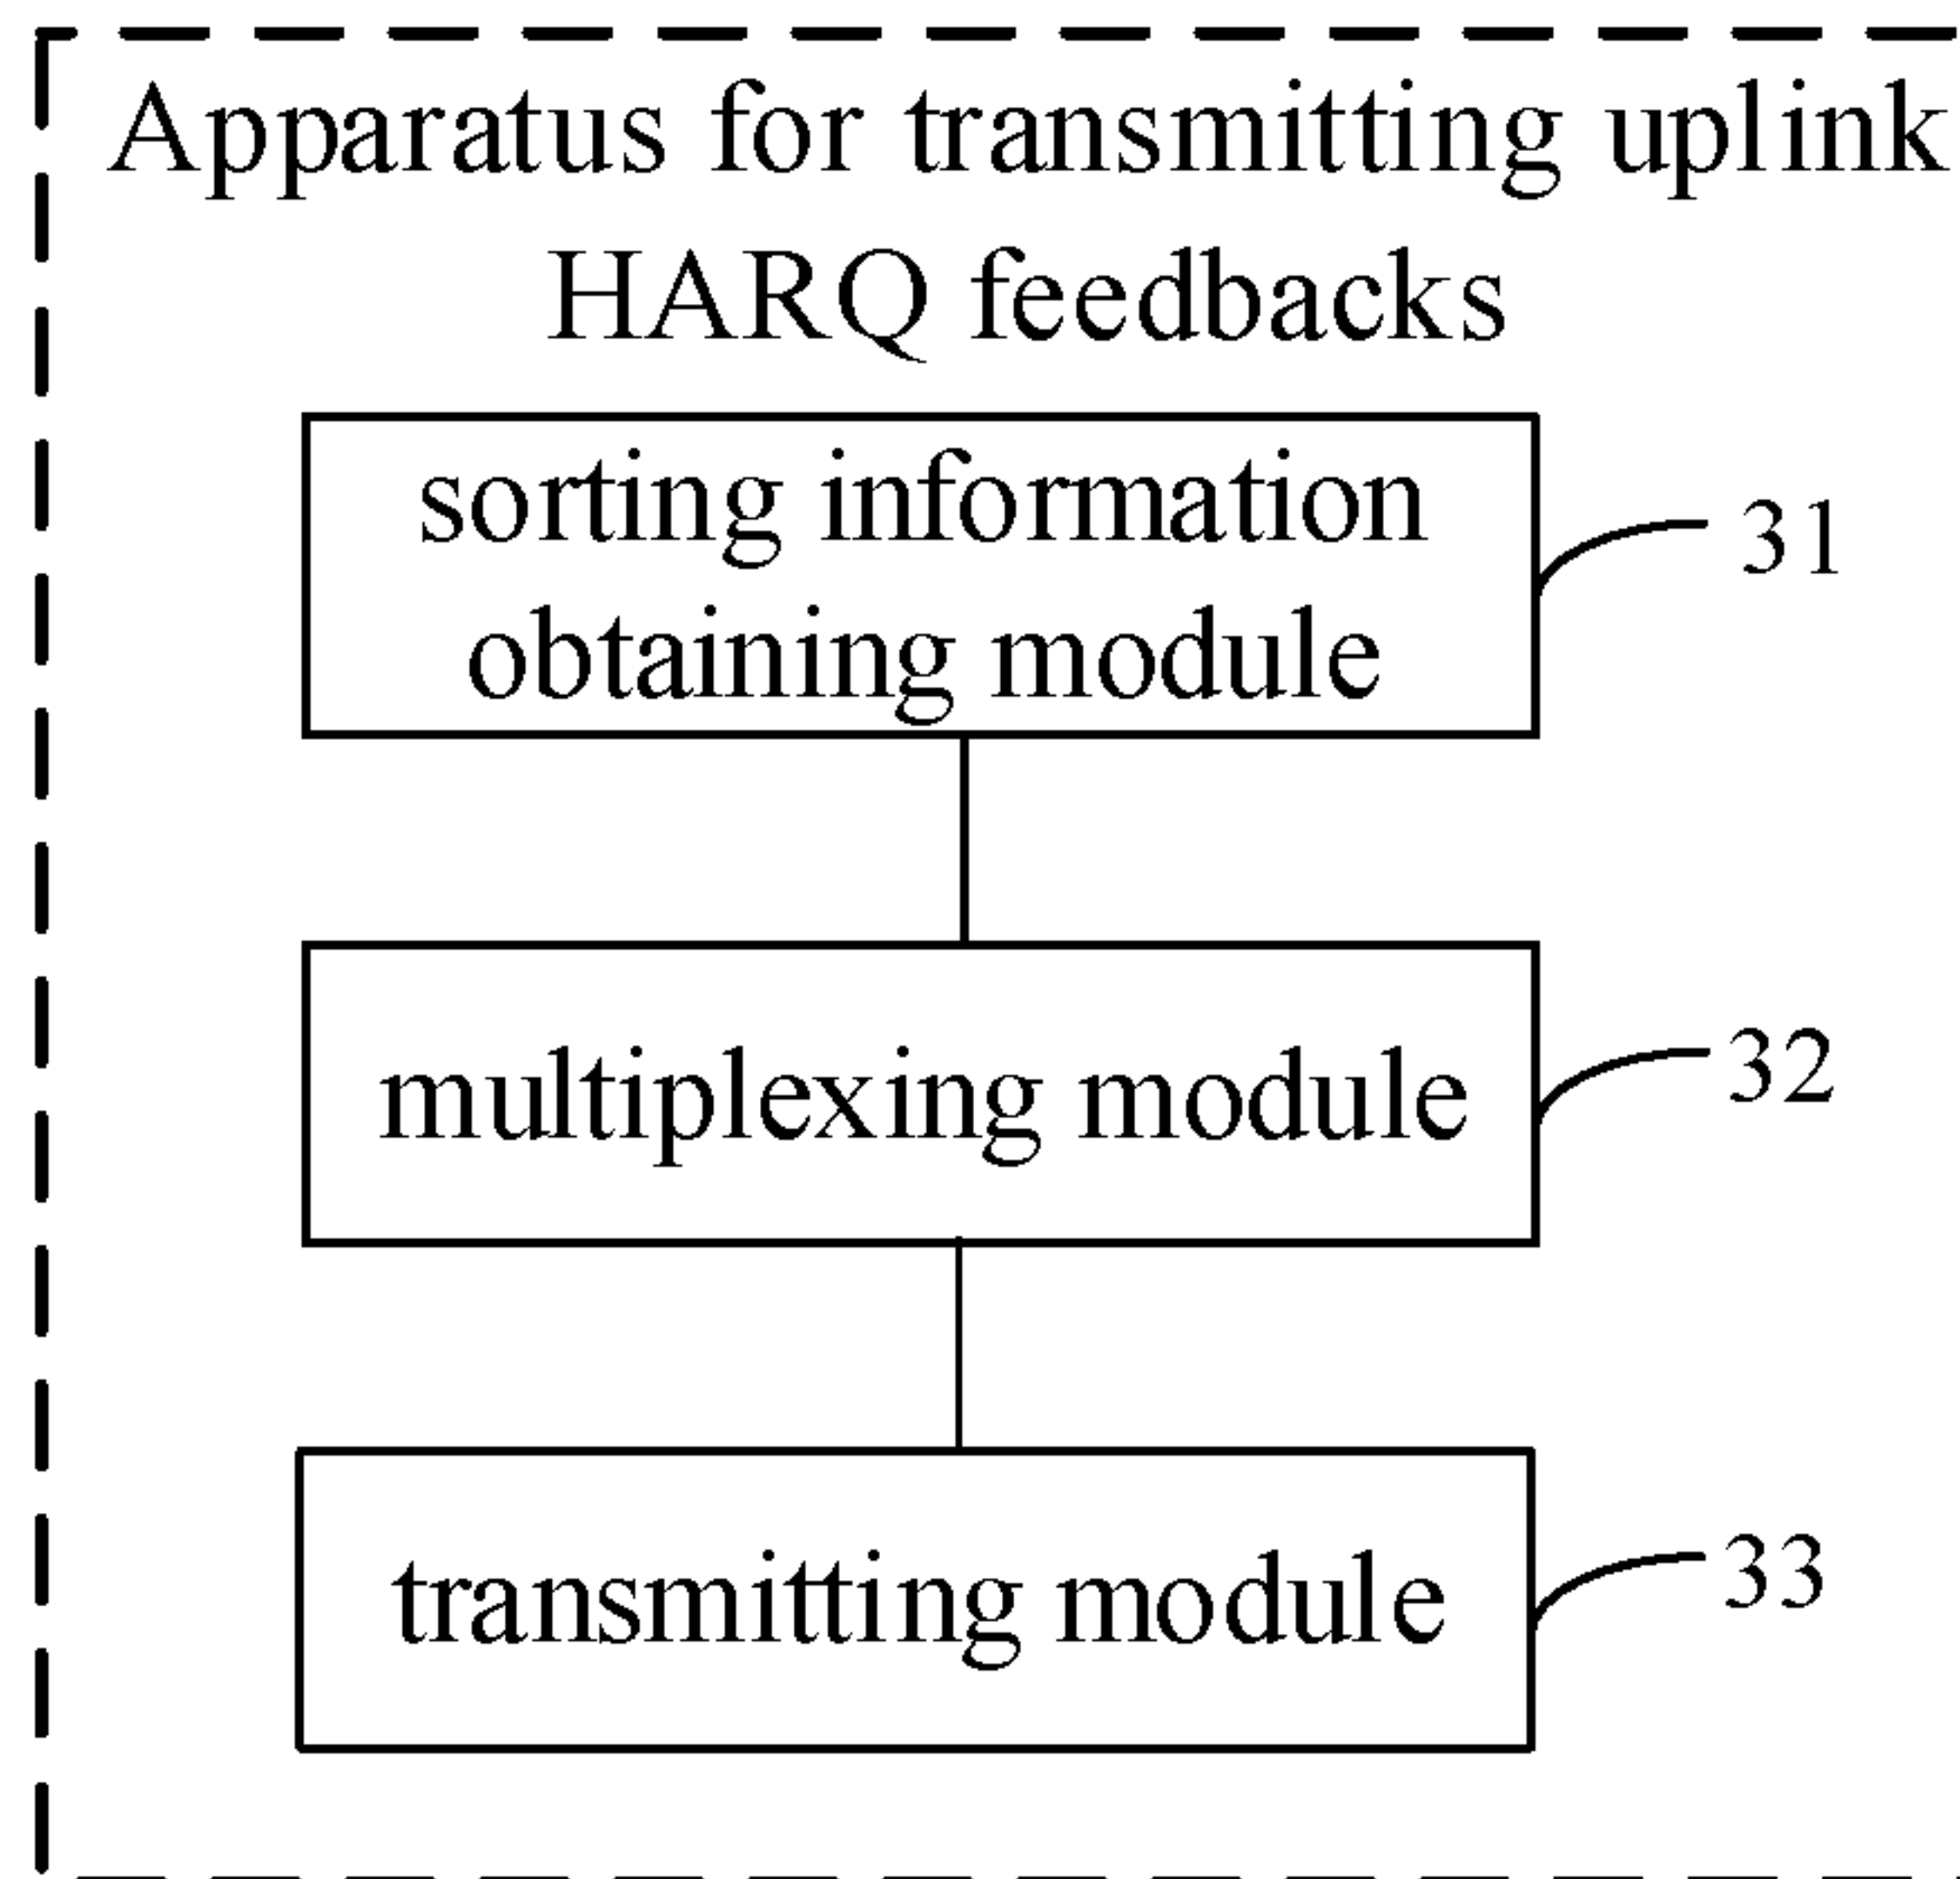 Apparatus for transmitting uplink
HARQ feedbacks
sorting information
obtaining module
31
multiplexing module
32
transmitting module
33